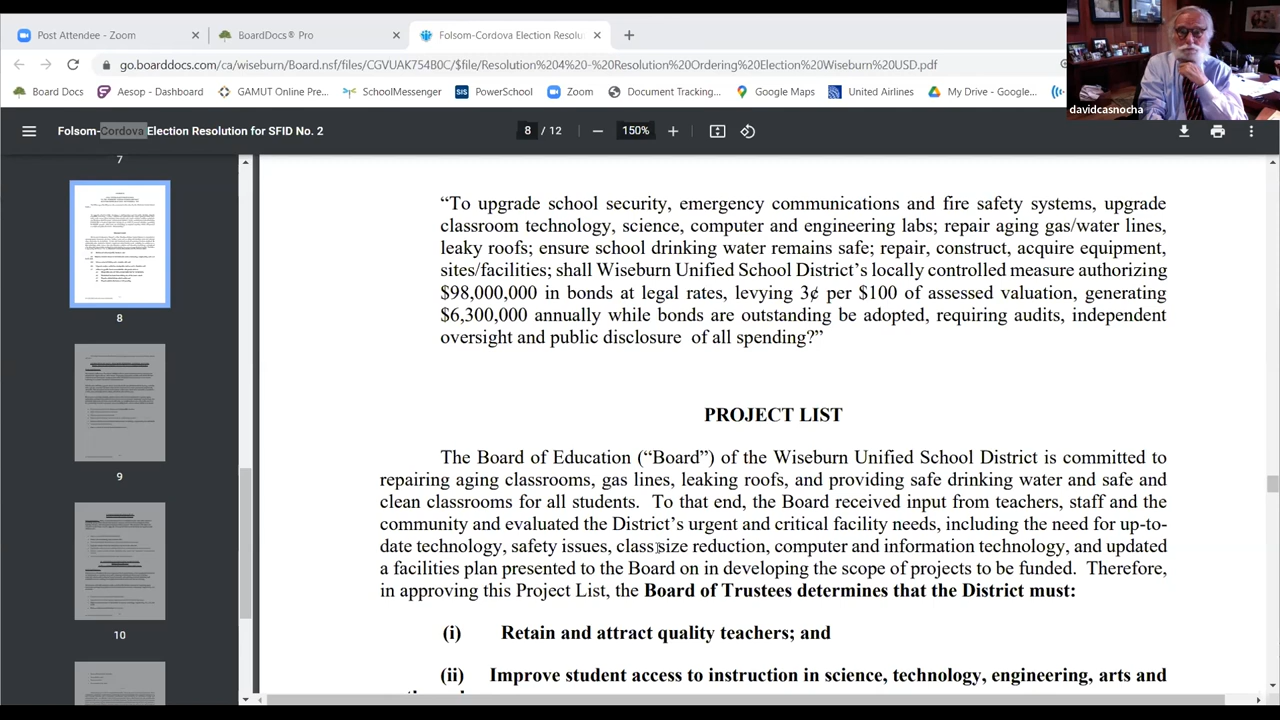 Post Attendee - Zoom
BoardDocs® Pro
Folsom-Cordova Election Resolu
go.boarddocs.com/ca/wiseburn/Board.nsf/files/CGVUAK75480C/$file/Resolution%204%20-%20Resolution%20Ordering%20Election%20Wiseburn%20USD.pdf
Board Docs
Aesop - Dashboard
GAMUT Online Pre...
SchoolMessenger
SIS PowerSchool
Zoom
Document Tracking...
Google Maps
United Airlines
My Drive - Google...
davidcasnocha
Folsom-Cordova Election Resolution for SFID No. 2
8 / 12
150%
7
8
9
10
“To upgrade school security, emergency communications and fire safety systems, upgrade
classroom technology, science, computer and engineering labs; repair aging gas/water lines,
leaky roofs; ensure school drinking water remains safe; repair, construct, acquire equipment,
sites/facilities; shall Wiseburn Unified School District’s locally controlled measure authorizing
$98,000,000 in bonds at legal rates, levying 3¢ per $100 of assessed valuation, generating
$6,300,000 annually while bonds are outstanding be adopted, requiring audits, independent
oversight and public disclosure of all spending?”
PROJECT LIST
The Board of Education (“Board”) of the Wiseburn Unified School District is committed to
repairing aging classrooms, gas lines, leaking roofs, and providing safe drinking water and safe and
clean classrooms for all students. To that end, the Board received input from teachers, staff and the
community and evaluated the District’s urgent and critical facility needs, including the need for up-to-
date technology, safety issues, class size reduction, computer and information technology, and updated
a facilities plan presented to the Board on in developing the scope of projects to be funded. Therefore,
in approving this Project List, the Board of Trustees determines that the District must:
(i) Retain and attract quality teachers; and
(ii) Improve student access to instruction in science, technology, engineering, arts and